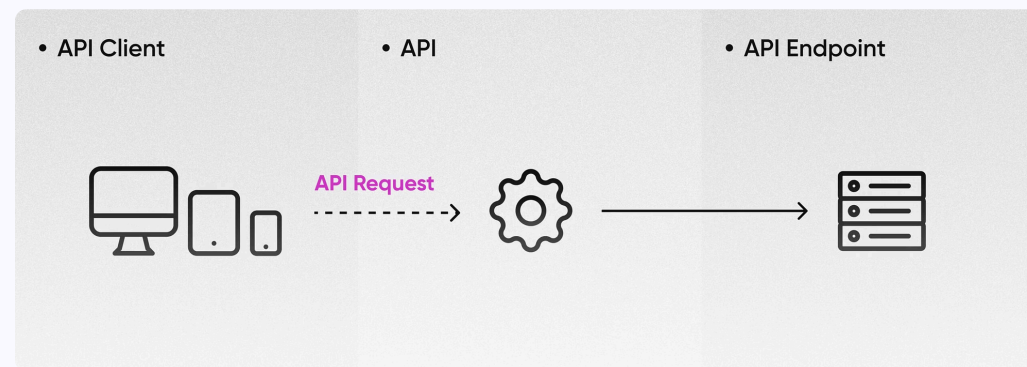 • API Client
• API
• API Endpoint
API Request